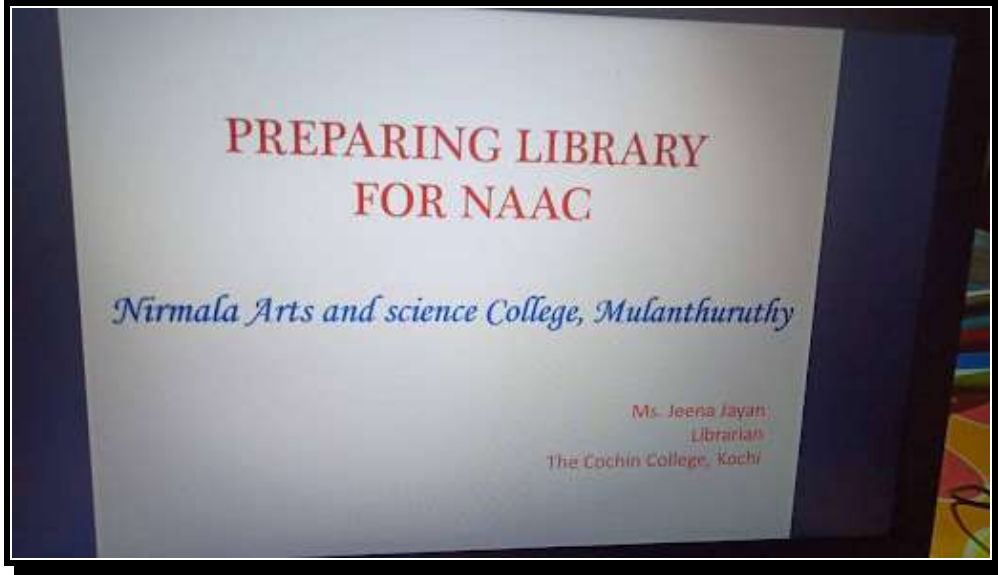 PREPARING LIBRARY
FOR NAAC
Nirmala Arts and science College, Mulanthuruthy
Ms. Jeena Jayan
Librarian
The Cochin College, Kochi